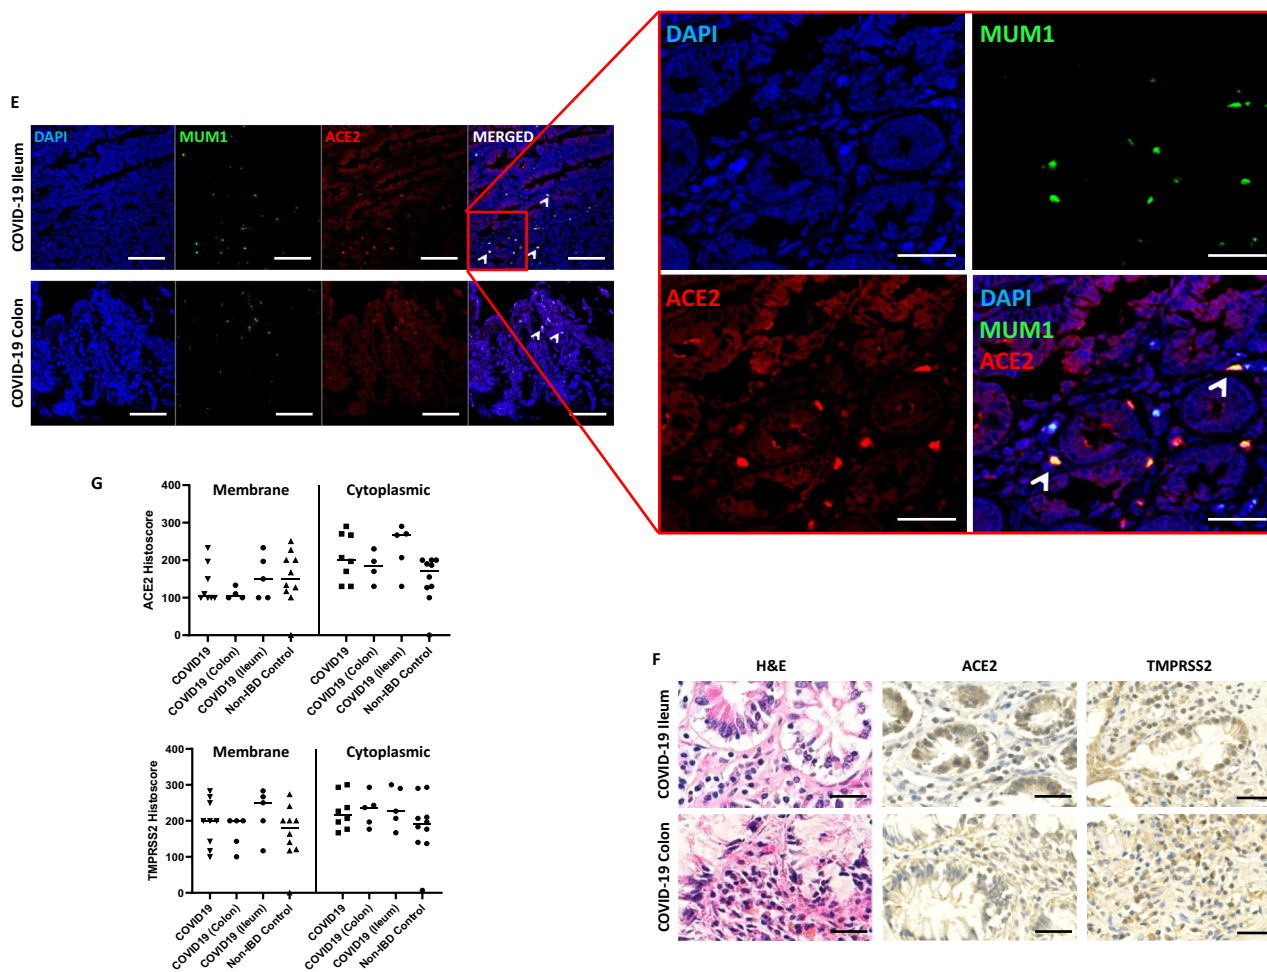 E
DAPI
MUM1
ACE2
MERGED
COVID-19 Ileum
COVID-19 Colon
DAPI
MUM1
ACE2
DAPI
MUM1
ACE2
G
Membrane
Cytoplasmic
ACE2 Histoscore
400
300
200
100
0
COVID19
COVID19 (Colon)
COVID19 (Ileum)
Non-IBD Control
COVID19
COVID19 (Colon)
COVID19 (Ileum)
Non-IBD Control
Membrane
Cytoplasmic
TMPRSS2 Histoscore
400
300
200
100
0
COVID19
COVID19 (Colon)
COVID19 (Ileum)
Non-IBD Control
COVID19
COVID19 (Colon)
COVID19 (Ileum)
Non-IBD Control
F
H&E
ACE2
TMPRSS2
COVID-19 Ileum
COVID-19 Colon